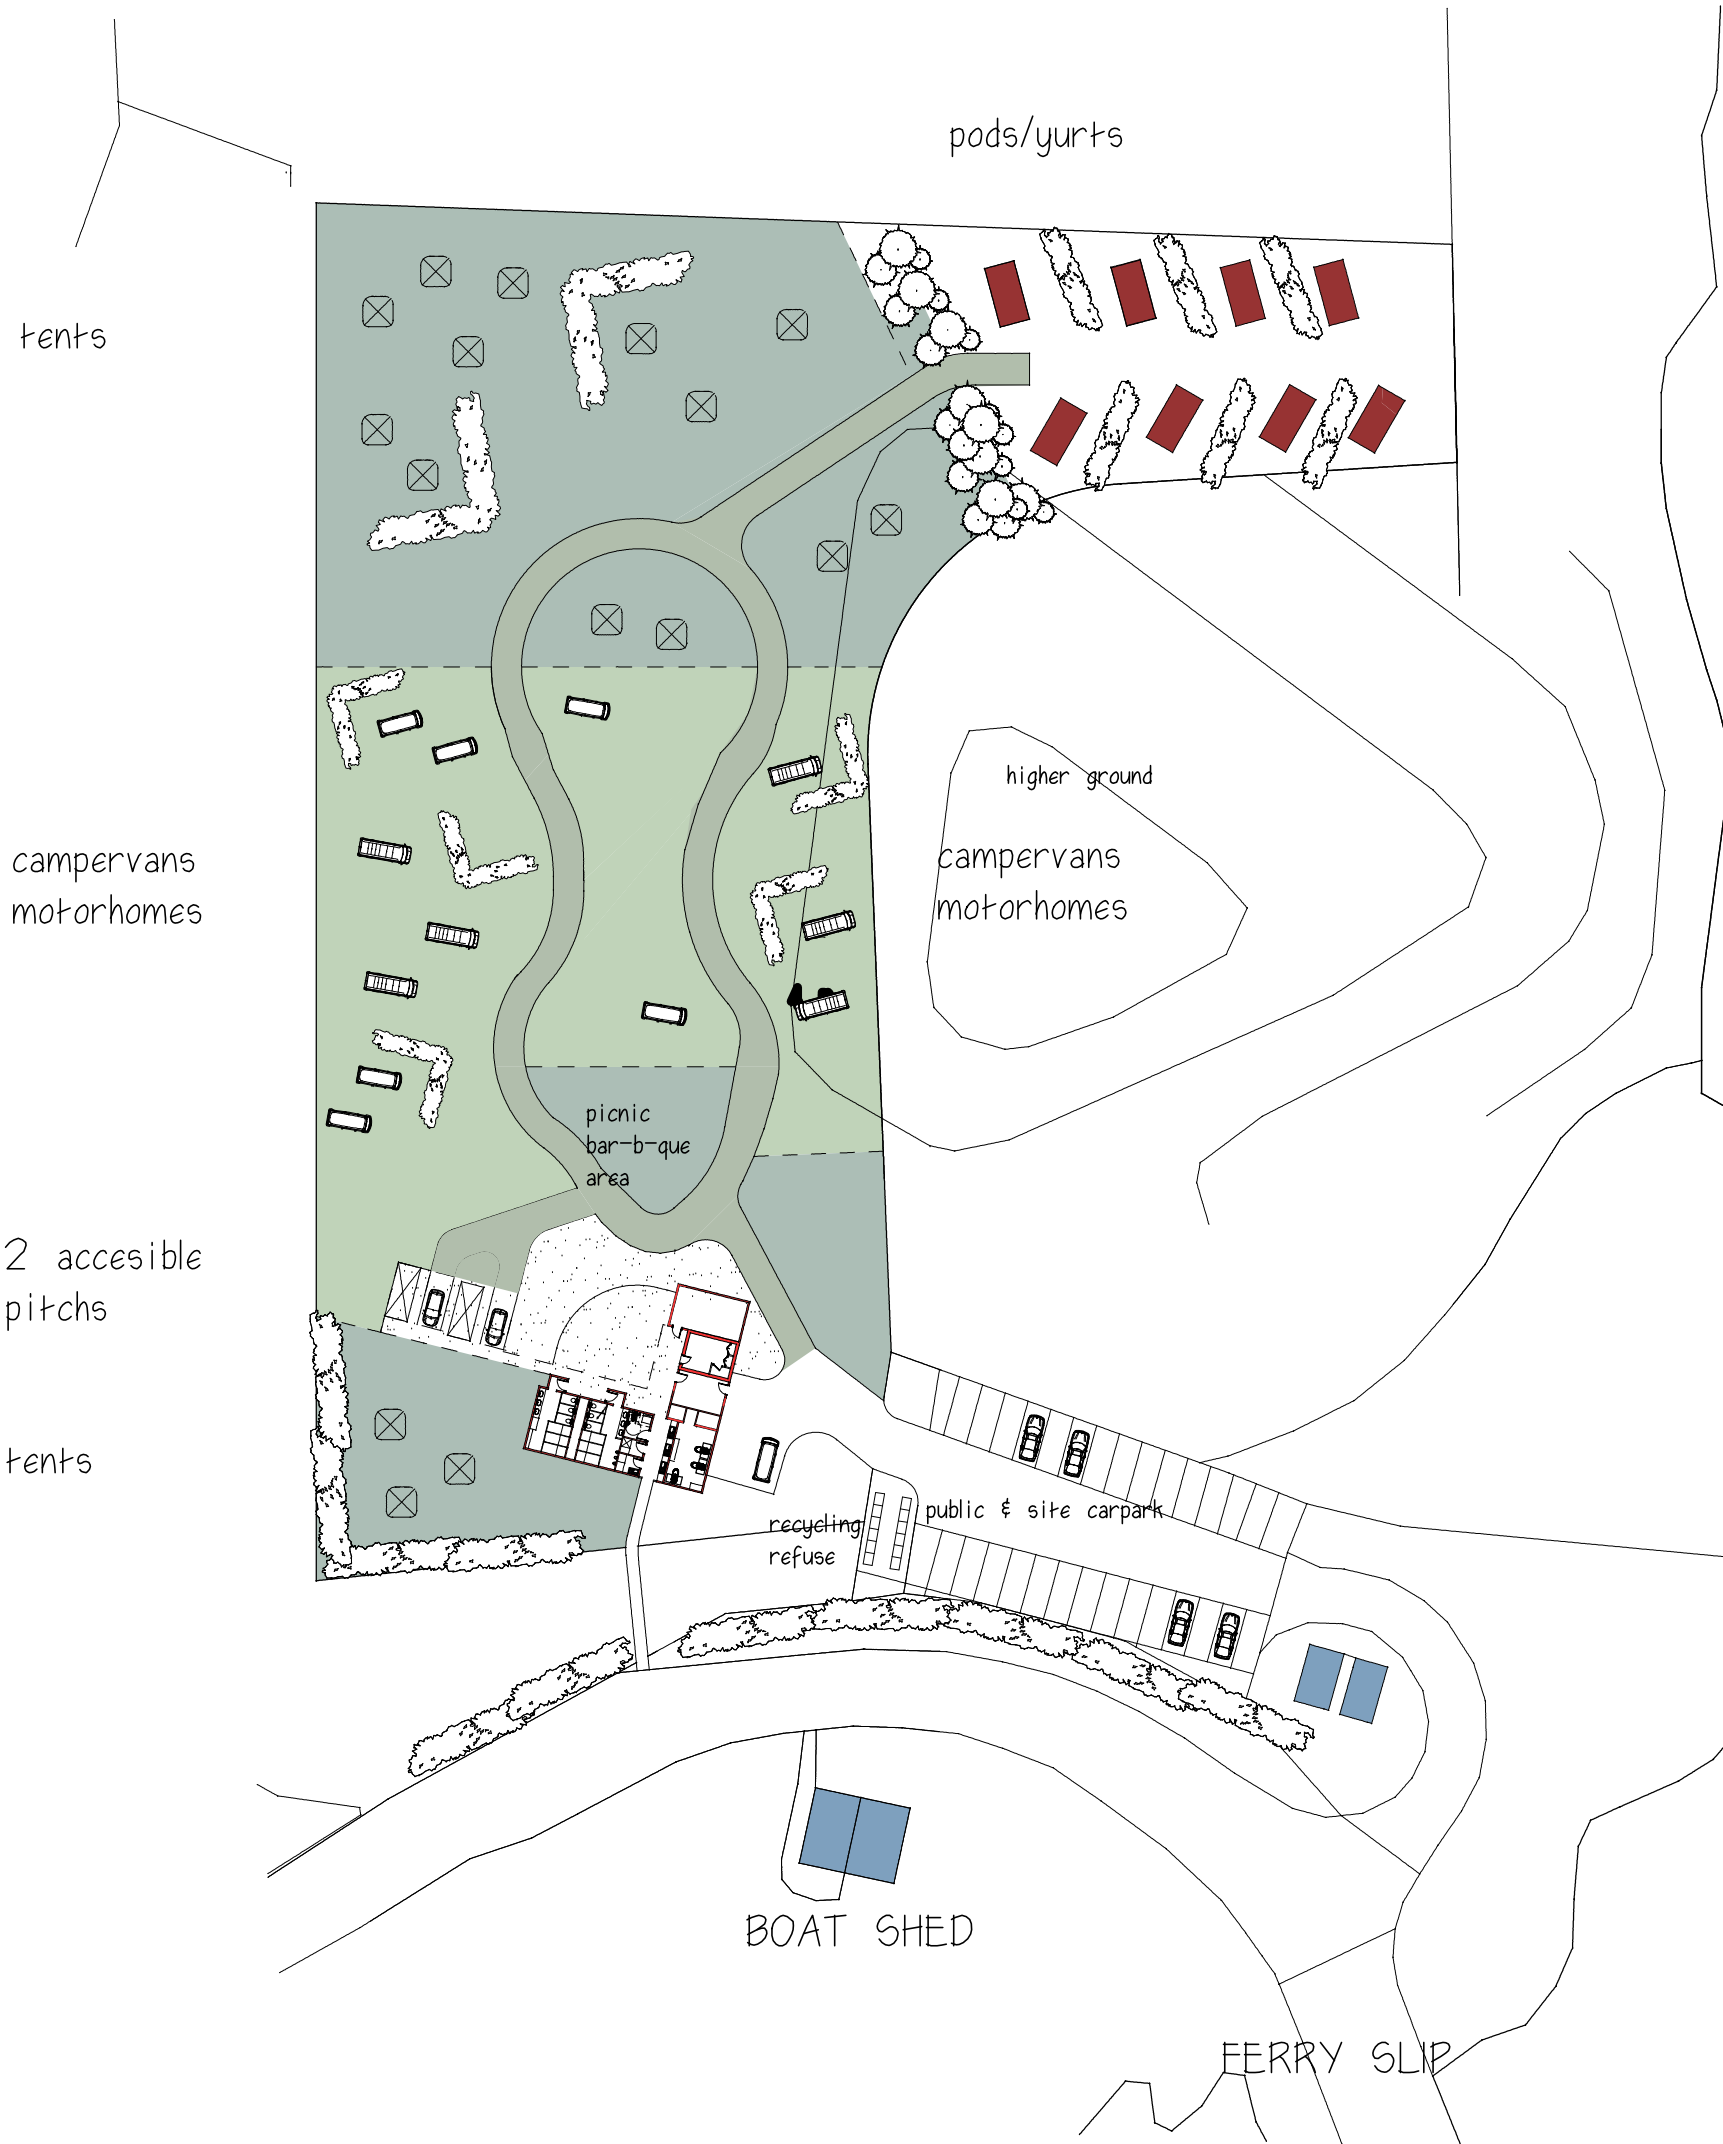 pods/yurts
tents
higher ground
campervans
motorhomes
campervans
motorhomes
picnic
bar-b-que
area
2 accesible
pitchs
tents
public & site carpark
recycling
refuse
BOAT SHED
FERRY SLIP